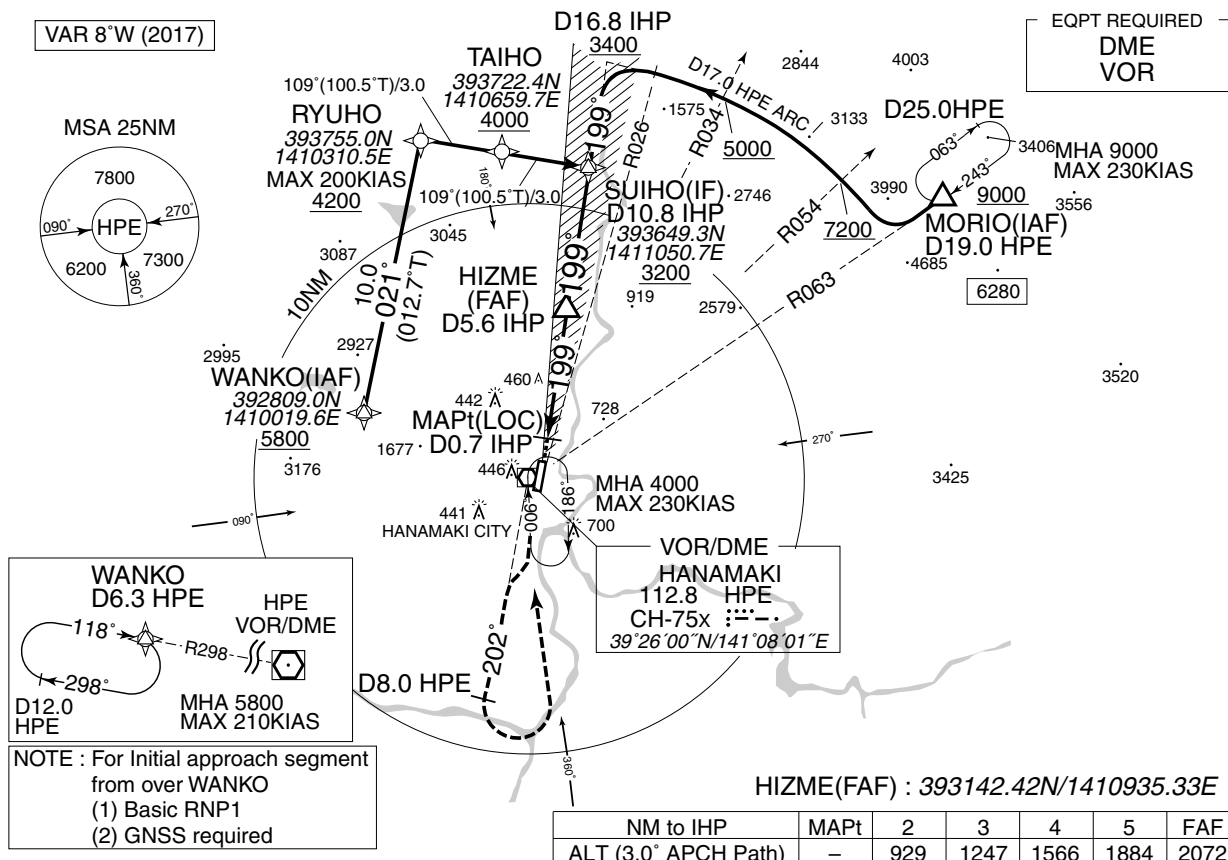 VAR 8°W (2017)
D16.8 IHP
3400
EQPT REQUIRED
DME
VOR
MSA 25NM
7800
HPE
270°
090°
6200
7300
360°
109°(100.5°T)/3.0
TAIHO
393722.4N
1410659.7E
4000
RYUHO
393755.0N
1410310.5E
MAX 200KIAS
4200
109°(100.5°T)/3.0
180°
199°
R026
1575
R034
D17.0 HPE ARC
2844
4003
3133
5000
D25.0HPE
063°
243°
3406
MHA 9000
MAX 230KIAS
9000
3556
3990
MORIO(IAF)
D19.0 HPE
7200
R054
R063
4685
6280
SUIHO(IF)
D10.8 IHP
393649.3N
1411050.7E
3200
2746
3045
3087
10NM
10.0
021°
(012.7°T)
HIZME
(FAF)
D5.6 IHP
199°
919
2579
2995
2927
WANKO(IAF)
392809.0N
1410019.6E
5800
3176
199°
460
442
728
MAPt(LOC)
D0.7 IHP
1677
446
3520
270°
3425
MHA 4000
MAX 230KIAS
186°
006°
441
HANAMAKI CITY
700
090°
VOR/DME
HANAMAKI
112.8 HPE
CH-75x
39°26´00˝N/141°08´01˝E
WANKO
D6.3 HPE
HPE
VOR/DME
118°
R298
298°
D12.0
HPE
MHA 5800
MAX 210KIAS
202°
D8.0 HPE
360°
NOTE : For Initial approach segment
from over WANKO
(1) Basic RNP1
(2) GNSS required
HIZME(FAF) : 393142.42N/1410935.33E
NM to IHP MAPt 2 3 4 5 FAF
ALT (3.0° APCH Path) – 929 1247 1566 1884 2072